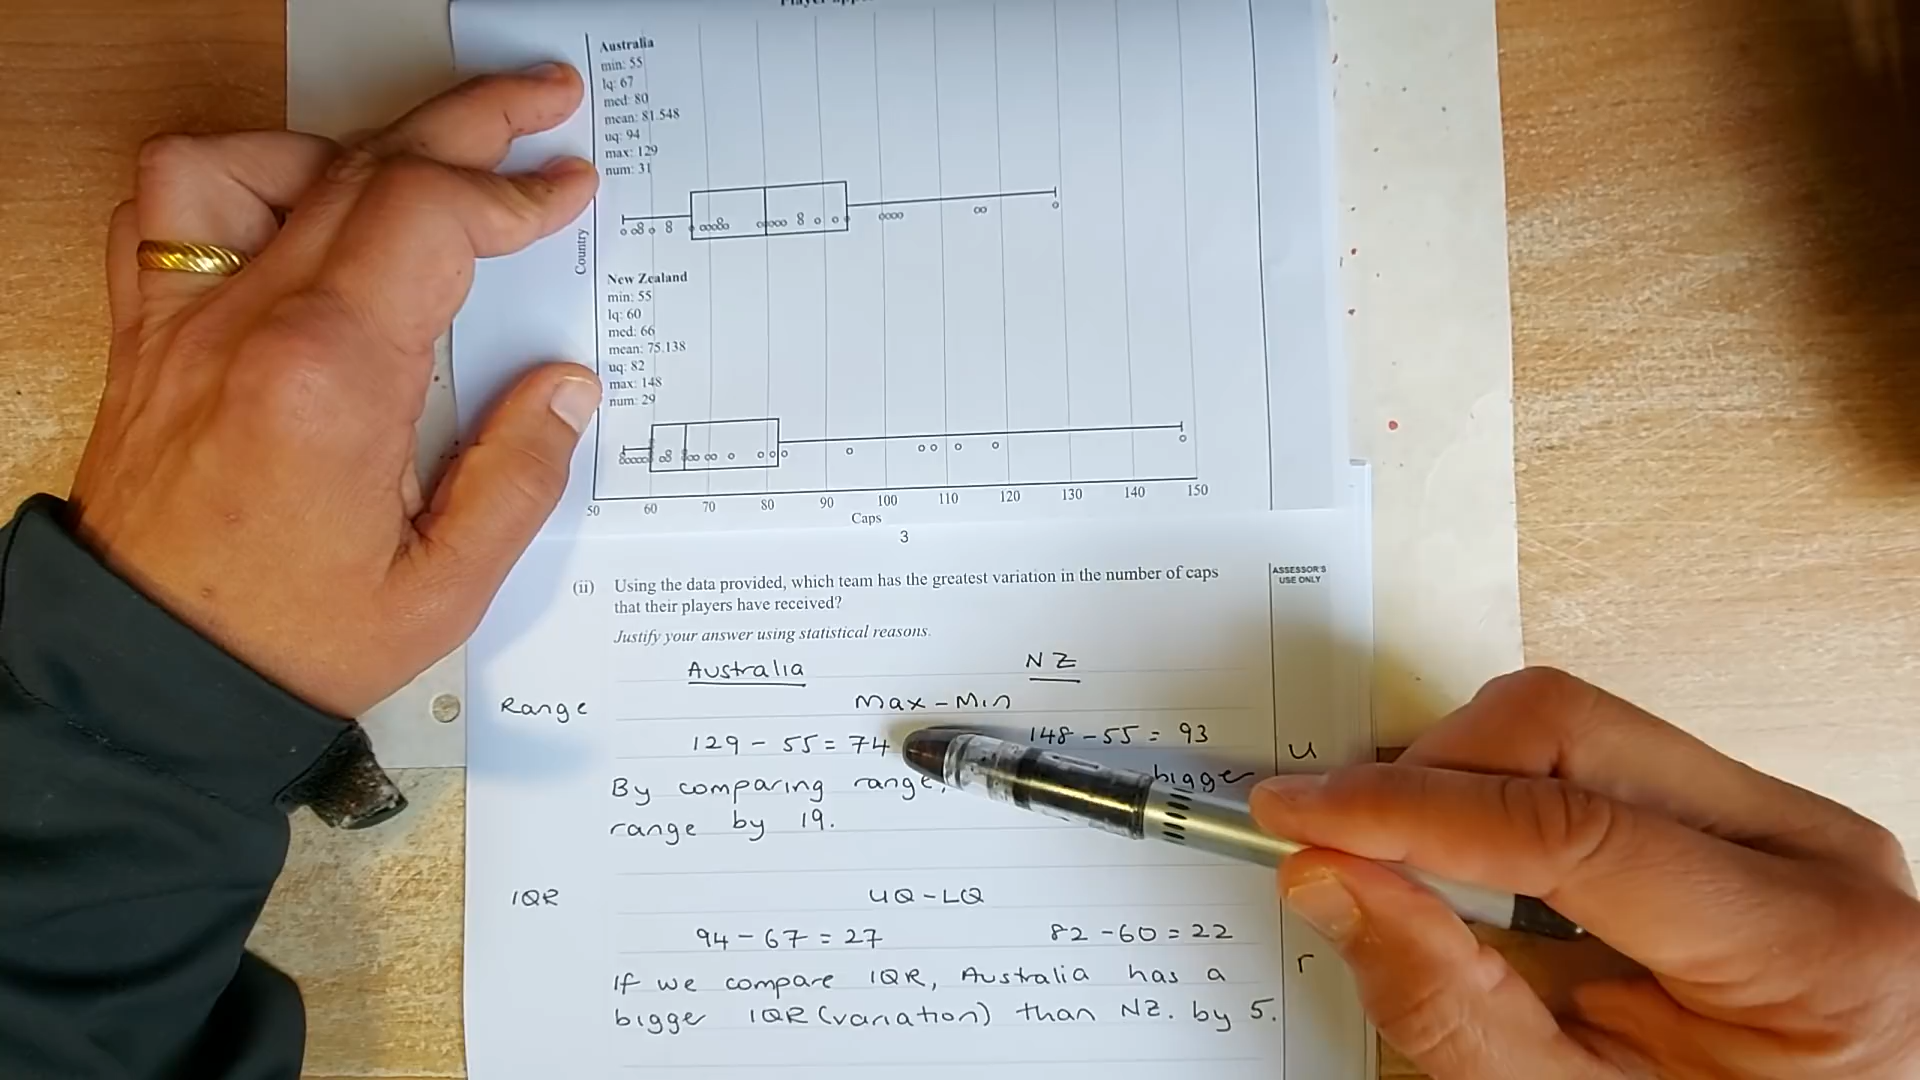 Australia
min: 55
lq: 67
med: 80
mean: 81.548
uq: 94
max: 129
num: 31
Country
New Zealand
min: 55
lq: 60
med: 66
mean: 75.138
uq: 82
max: 148
num: 29
50 60 70 80 90 100 110 120 130 140 150
Caps
3
(ii) Using the data provided, which team has the greatest variation in the number of caps
that their players have received?
ASSESSOR'S
USE ONLY
Justify your answer using statistical reasons.
Australia NZ
Range Max - Min
129 - 55 = 74 148 - 55 = 93 u
By comparing range, bigger
range by 19.
IQR UQ - LQ
94 - 67 = 27 82 - 60 = 22
If we compare IQR, Australia has a r
bigger IQR (variation) than NZ. by 5.